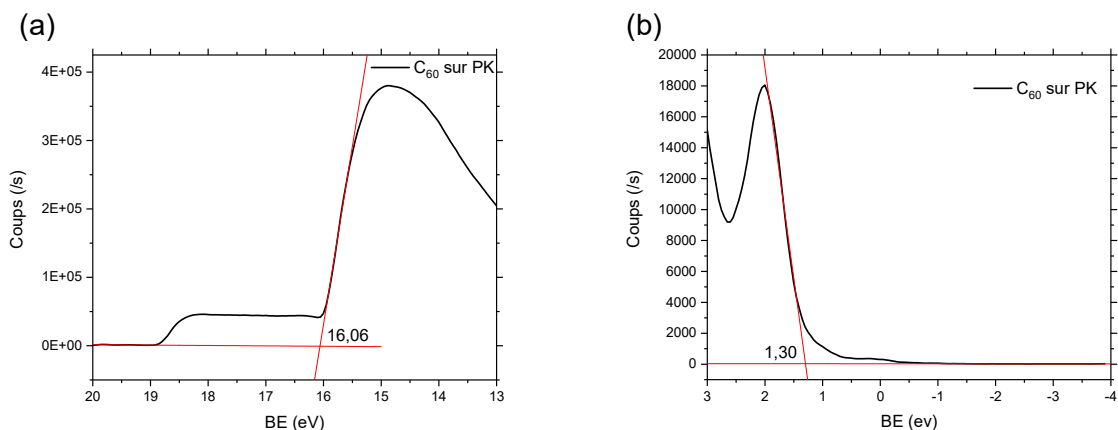 (a)
4E+05
3E+05
2E+05
1E+05
0E+00
Coups (/s)
C60 sur PK
16,06
20
19
18
17
16
15
14
13
BE (eV)
(b)
20000
18000
16000
14000
12000
10000
8000
6000
4000
2000
0
Coups (/s)
C60 sur PK
1,30
3
2
1
0
-1
-2
-3
-4
BE (ev)